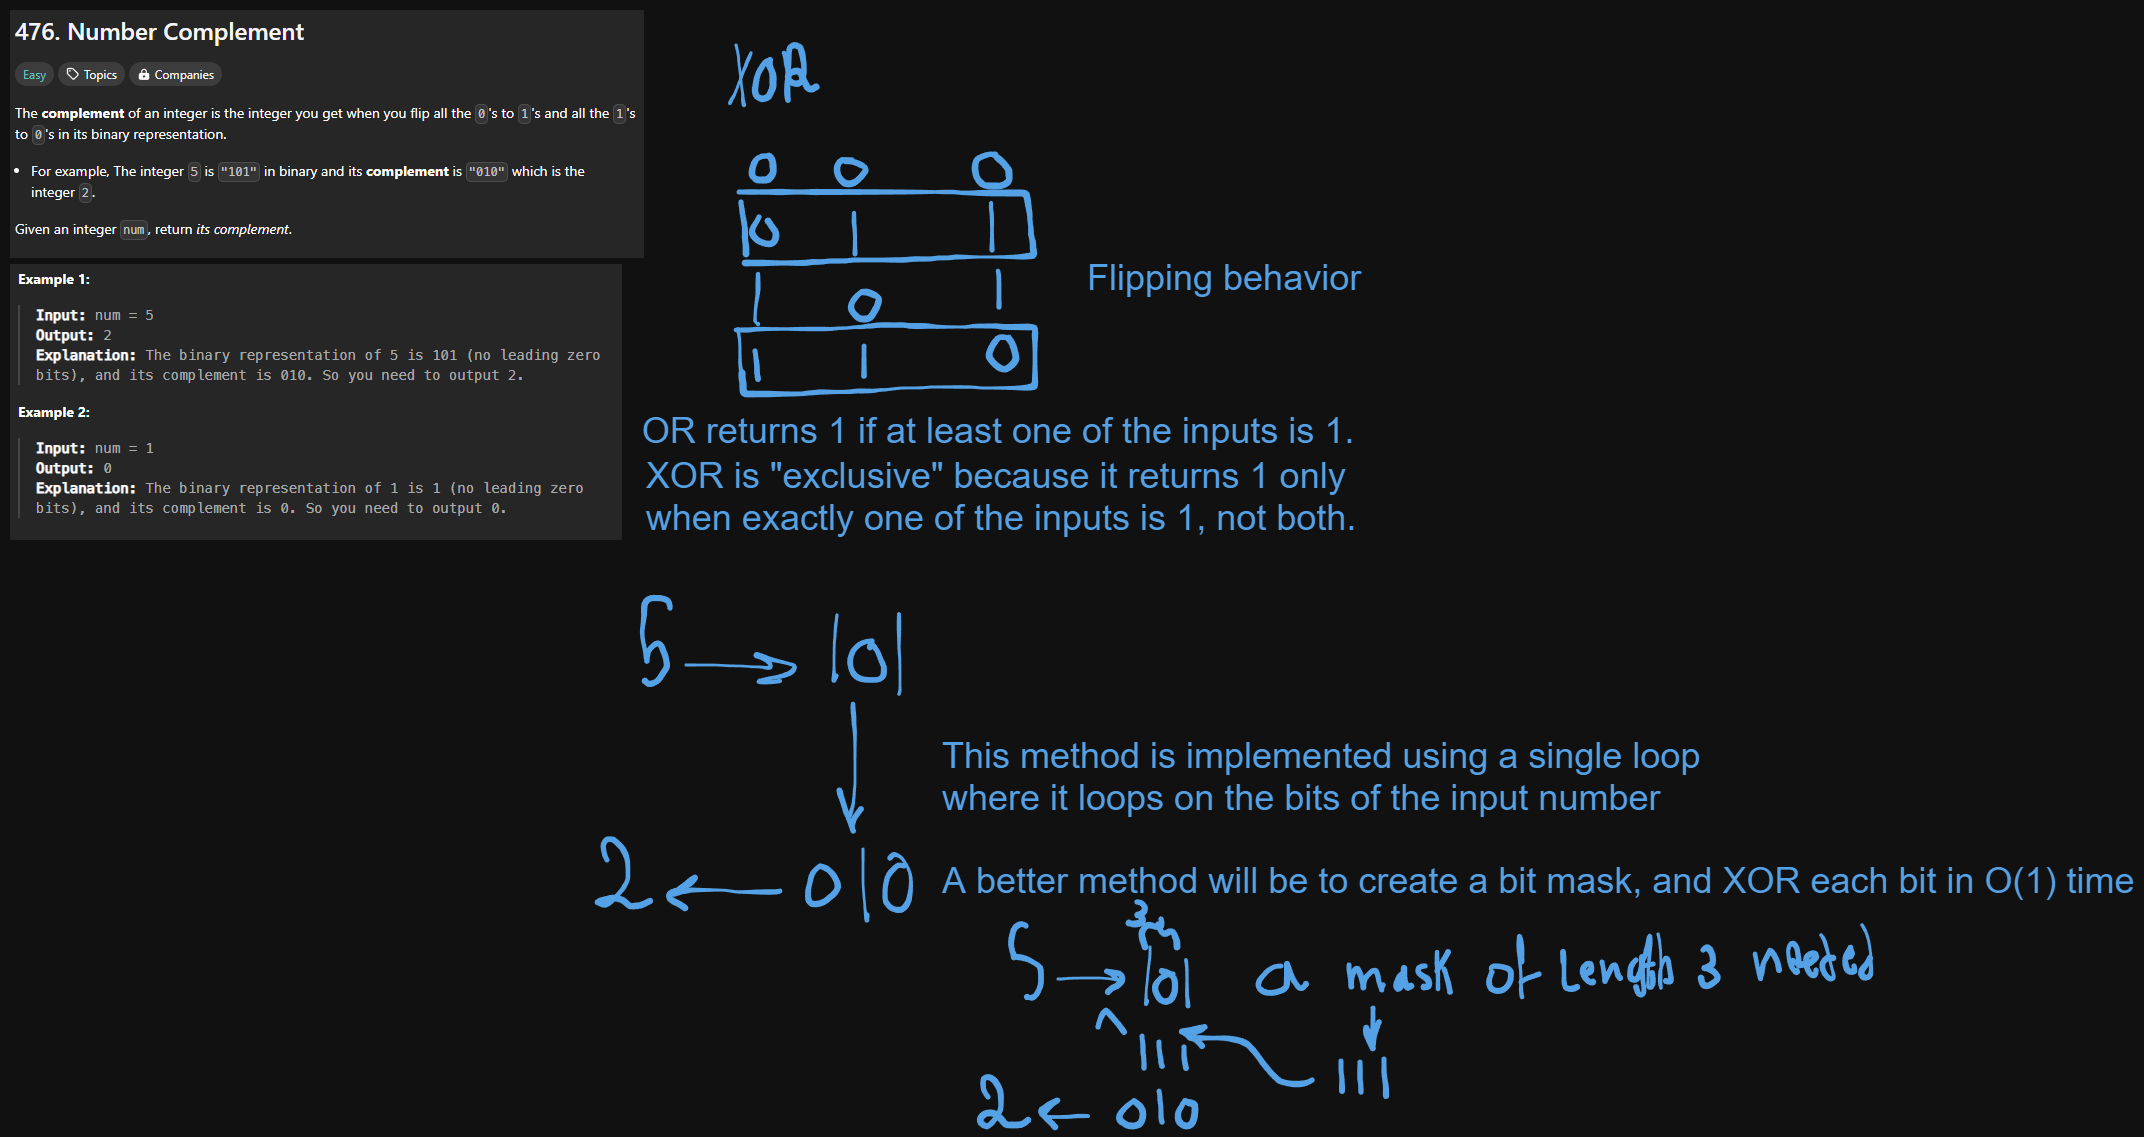 476. Number Complement
Easy Topics Companies
The complement of an integer is the integer you get when you flip all the 0's to 1's and all the 1's
to 0's in its binary representation.
• For example, The integer 5 is "101" in binary and its complement is "010" which is the
integer 2.
Given an integer num, return its complement.
Example 1:
Input: num = 5
Output: 2
Explanation: The binary representation of 5 is 101 (no leading zero
bits), and its complement is 010. So you need to output 2.
Example 2:
Input: num = 1
Output: 0
Explanation: The binary representation of 1 is 1 (no leading zero
bits), and its complement is 0. So you need to output 0.
XOR
0 0 0
0 1 1
1 0 1
1 1 0
Flipping behavior
OR returns 1 if at least one of the inputs is 1.
XOR is "exclusive" because it returns 1 only
when exactly one of the inputs is 1, not both.
5 → 101
↓
2 ← 010
This method is implemented using a single loop
where it loops on the bits of the input number
A better method will be to create a bit mask, and XOR each bit in O(1) time
3
5 → 101 a mask of Length 3 needed
^ 111 ← 111
2 ← 010